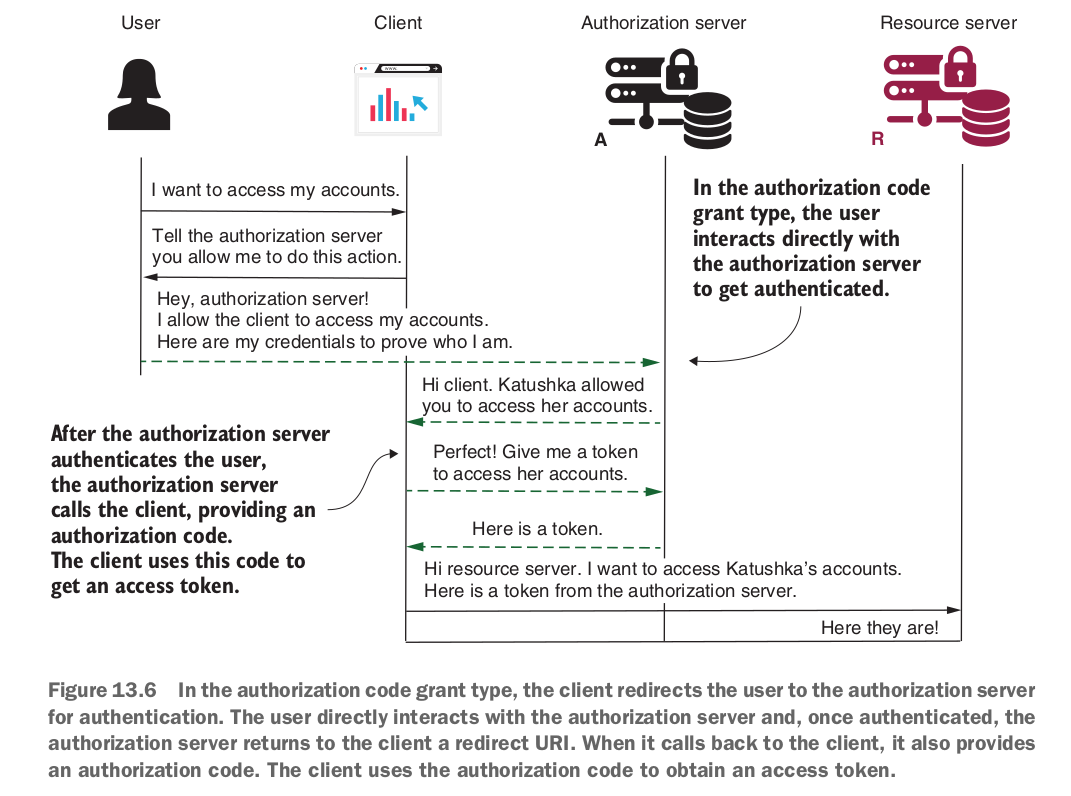 User
Client
Authorization server
Resource server
www.
A
R
I want to access my accounts.
In the authorization code
grant type, the user
interacts directly with
the authorization server
to get authenticated.
Tell the authorization server
you allow me to do this action.
Hey, authorization server!
I allow the client to access my accounts.
Here are my credentials to prove who I am.
Hi client. Katushka allowed
you to access her accounts.
After the authorization server
authenticates the user,
the authorization server
calls the client, providing an
authorization code.
The client uses this code to
get an access token.
Perfect! Give me a token
to access her accounts.
Here is a token.
Hi resource server. I want to access Katushka’s accounts.
Here is a token from the authorization server.
Here they are!
Figure 13.6 In the authorization code grant type, the client redirects the user to the authorization server
for authentication. The user directly interacts with the authorization server and, once authenticated, the
authorization server returns to the client a redirect URI. When it calls back to the client, it also provides
an authorization code. The client uses the authorization code to obtain an access token.